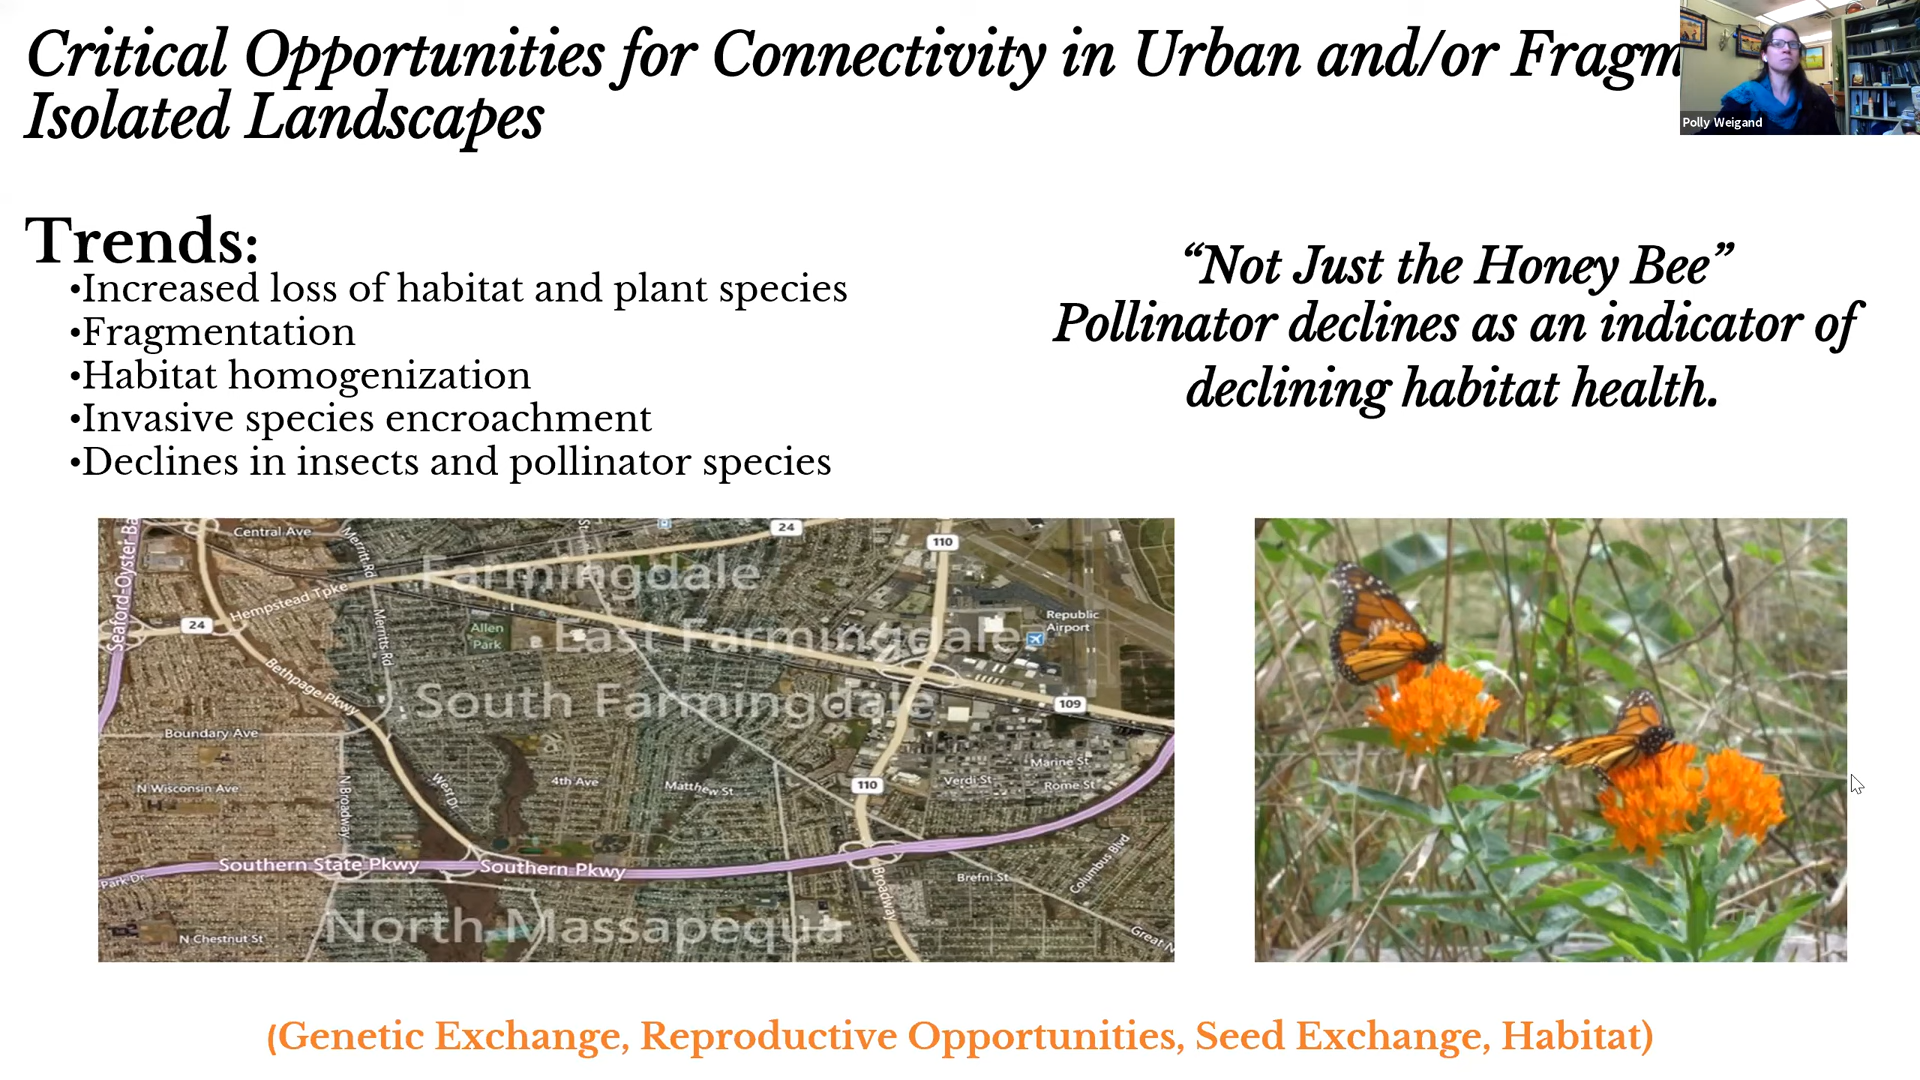 Critical Opportunities for Connectivity in Urban and/or Fragm
Isolated Landscapes
Polly Weigand
Trends:
•Increased loss of habitat and plant species
•Fragmentation
•Habitat homogenization
•Invasive species encroachment
•Declines in insects and pollinator species
“Not Just the Honey Bee”
Pollinator declines as an indicator of
declining habitat health.
Seaford-Oyster Ba
Central Ave
Merritt Rd
24
110
Farmingdale
Hempstead Tpke
24
Merritts Rd
Allen
Park
East Farmingdale
Republic
Airport
Bethpage Pkwy
South Farmingdale
109
Boundary Ave
N Wisconsin Ave
N Broadway
West Dr
4th Ave
Matthew St
110
Verdi St
Marine St
Rome St
Southern State Pkwy
Southern Pkwy
Park Dr
Broadway
Brefni St
Columbus Blvd
North Massapequa
N Chestnut St
Great N
(Genetic Exchange, Reproductive Opportunities, Seed Exchange, Habitat)